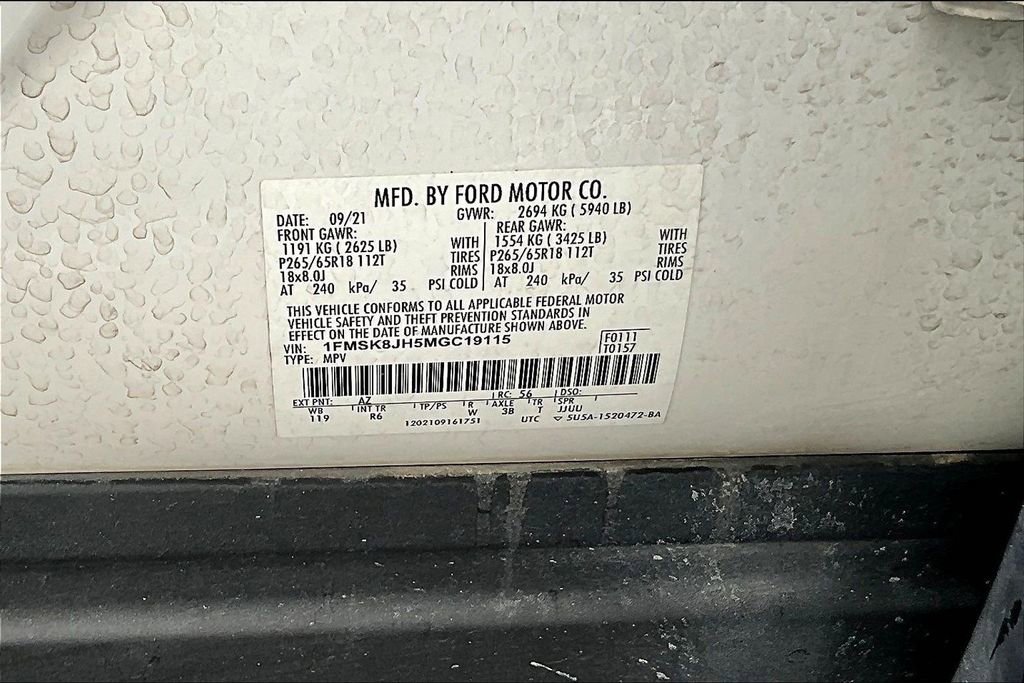 MFD. BY FORD MOTOR CO.
DATE: 09/21 GVWR: 2694 KG ( 5940 LB)
FRONT GAWR: REAR GAWR:
1191 KG ( 2625 LB) WITH 1554 KG ( 3425 LB) WITH
P265/65R18 112T TIRES P265/65R18 112T TIRES
18x8.0J RIMS 18x8.0J RIMS
AT 240 kPa/ 35 PSI COLD AT 240 kPa/ 35 PSI COLD
THIS VEHICLE CONFORMS TO ALL APPLICABLE FEDERAL MOTOR
VEHICLE SAFETY AND THEFT PREVENTION STANDARDS IN
EFFECT ON THE DATE OF MANUFACTURE SHOWN ABOVE.
VIN: 1FMSK8JH5MGC19115 F0111
TYPE: MPV T0157
EXT PNT: AZ RC: 56 DSO:
WB INT TR TP/PS R AXLE TR SPR
119 R6 W 3B T JJUU
1202109161751 UTC 5U5A-1520472-BA